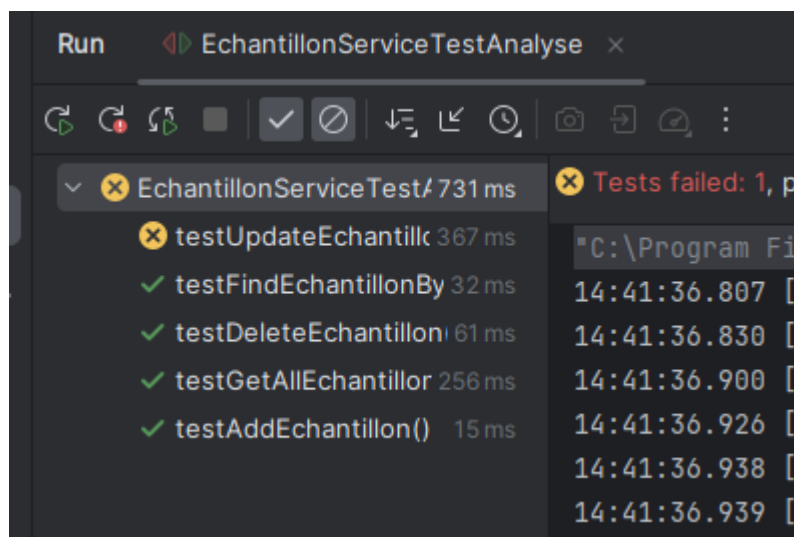 Run EchantillonServiceTestAnalyse
EchantillonServiceTestA 731 ms
testUpdateEchantillo 367 ms
testFindEchantillonBy 32 ms
testDeleteEchantillon( 61 ms
testGetAllEchantillon 256 ms
testAddEchantillon() 15 ms
Tests failed: 1, p
"C:\Program Fi
14:41:36.807 [
14:41:36.830 [
14:41:36.900 [
14:41:36.926 [
14:41:36.938 [
14:41:36.939 [